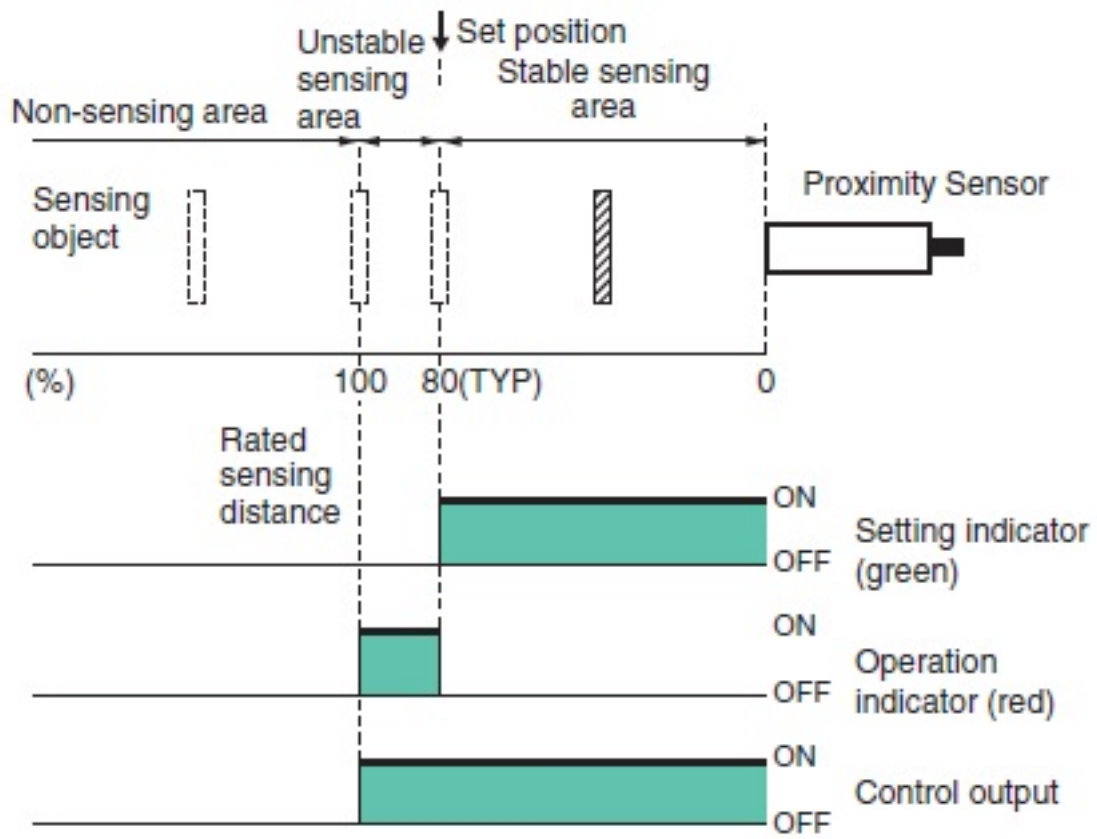 Unstable
sensing
area
Set position
Stable sensing
area
Non-sensing area
Sensing
object
Proximity Sensor
(%)
100
80(TYP)
0
Rated
sensing
distance
ON
OFF
Setting indicator
(green)
ON
OFF
Operation
indicator (red)
ON
OFF
Control output